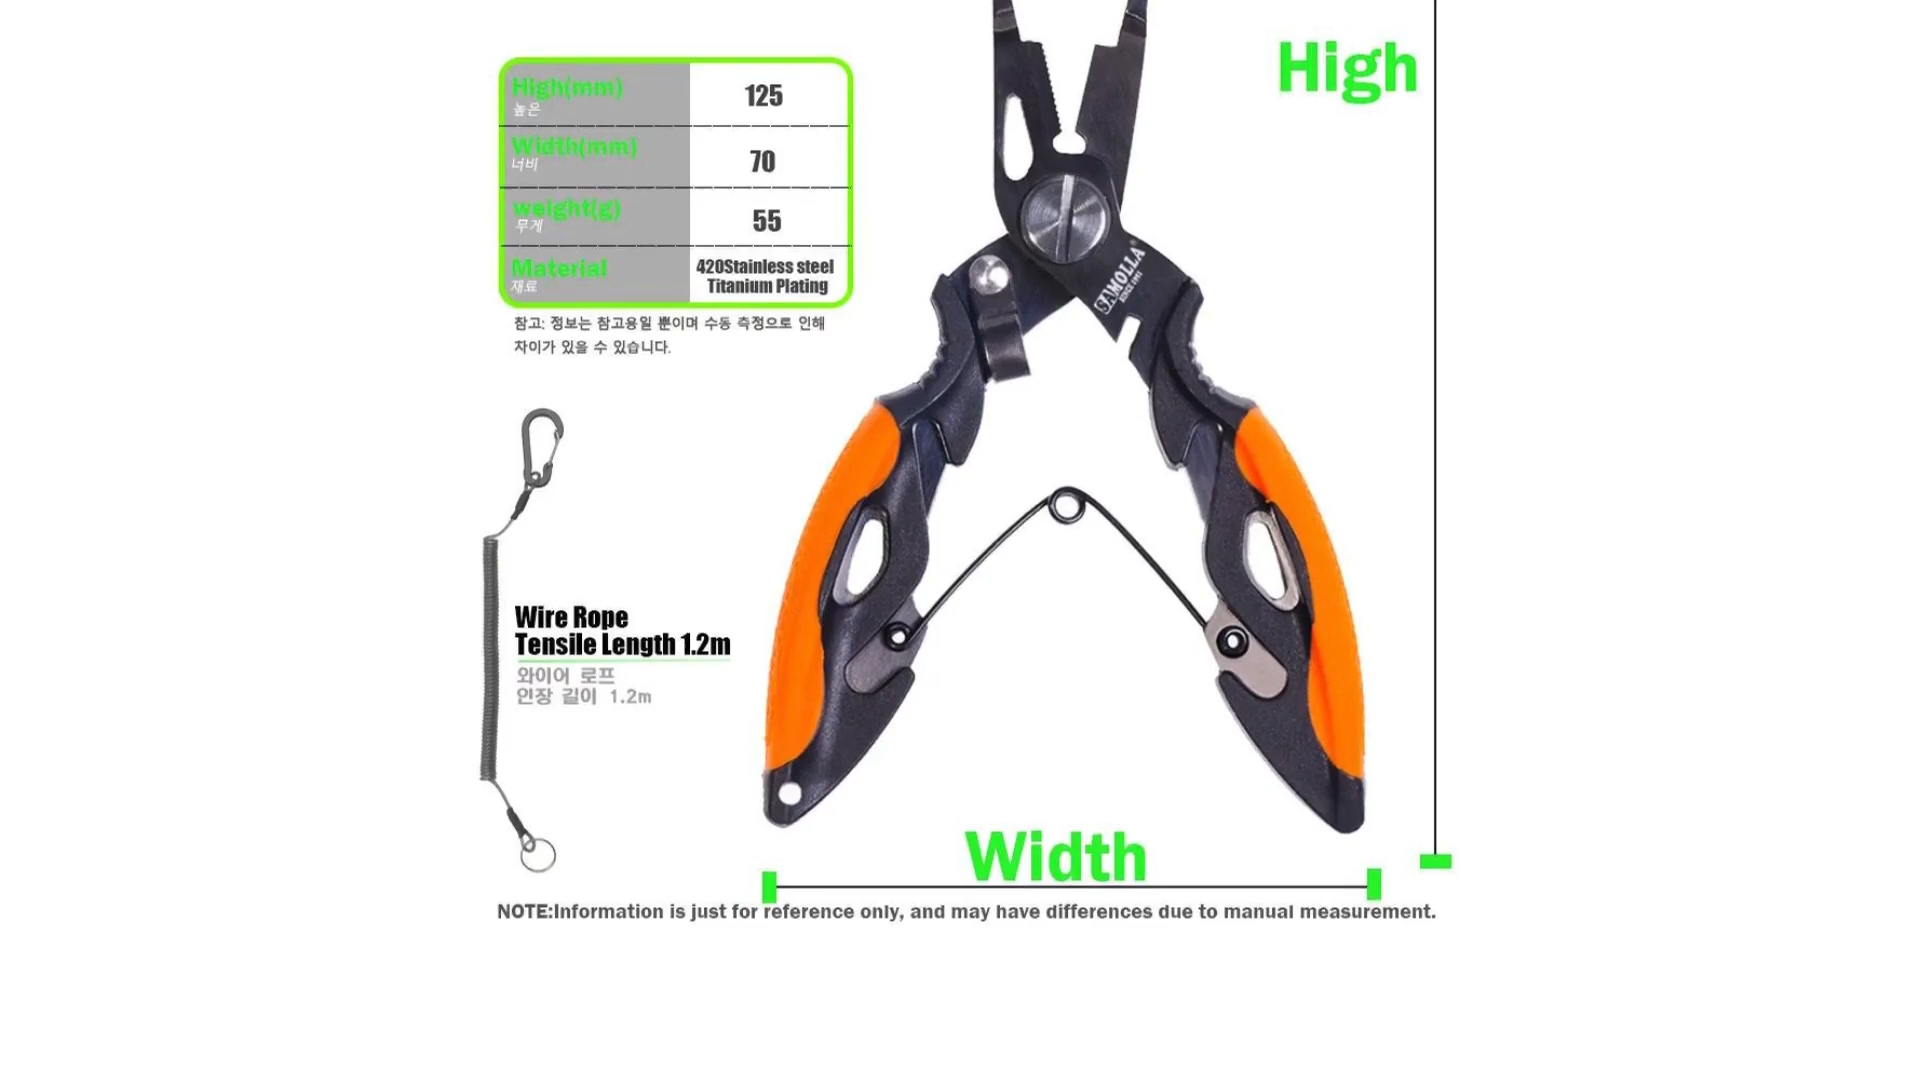 High
High(mm)
높은
125
Width(mm)
너비
70
weight(g)
무게
55
Material
재료
420Stainless steel
Titanium Plating
참고: 정보는 참고용일 뿐이며 수동 측정으로 인해
차이가 있을 수 있습니다.
SAMOLLA®
SINCE 1992
Wire Rope
Tensile Length 1.2m
와이어 로프
인장 길이 1.2m
Width
NOTE:Information is just for reference only, and may have differences due to manual measurement.